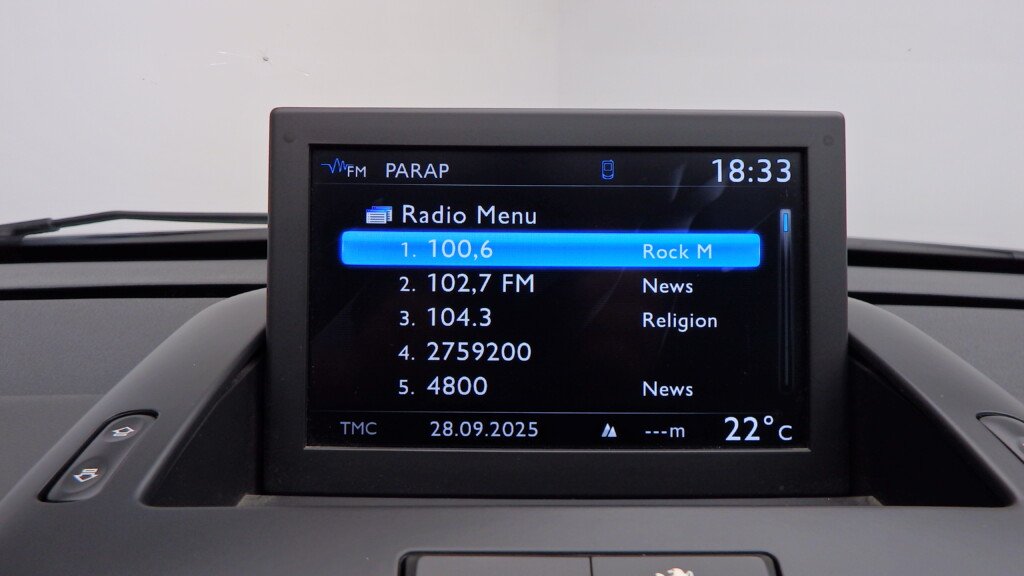 FM PARAP 18:33
Radio Menu
1. 100,6 Rock M
2. 102,7 FM News
3. 104.3 Religion
4. 2759200
5. 4800 News
TMC 28.09.2025 ---m 22°C